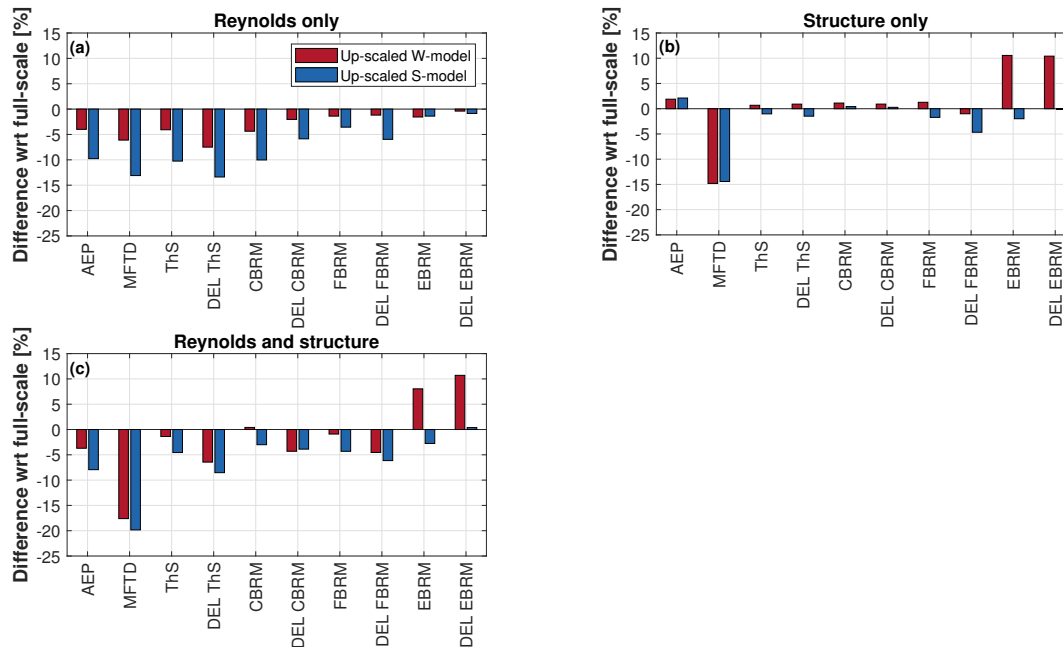 Reynolds only
Difference wrt full-scale [%]
15
10
5
0
-5
-10
-15
-20
-25
(a)
Up-scaled W-model
Up-scaled S-model
AEP
MFTD
ThS
DEL ThS
CBRM
DEL CBRM
FBRM
DEL FBRM
EBRM
DEL EBRM
Structure only
Difference wrt full-scale [%]
15
10
5
0
-5
-10
-15
-20
-25
(b)
AEP
MFTD
ThS
DEL ThS
CBRM
DEL CBRM
FBRM
DEL FBRM
EBRM
DEL EBRM
Reynolds and structure
Difference wrt full-scale [%]
15
10
5
0
-5
-10
-15
-20
-25
(c)
AEP
MFTD
ThS
DEL ThS
CBRM
DEL CBRM
FBRM
DEL FBRM
EBRM
DEL EBRM